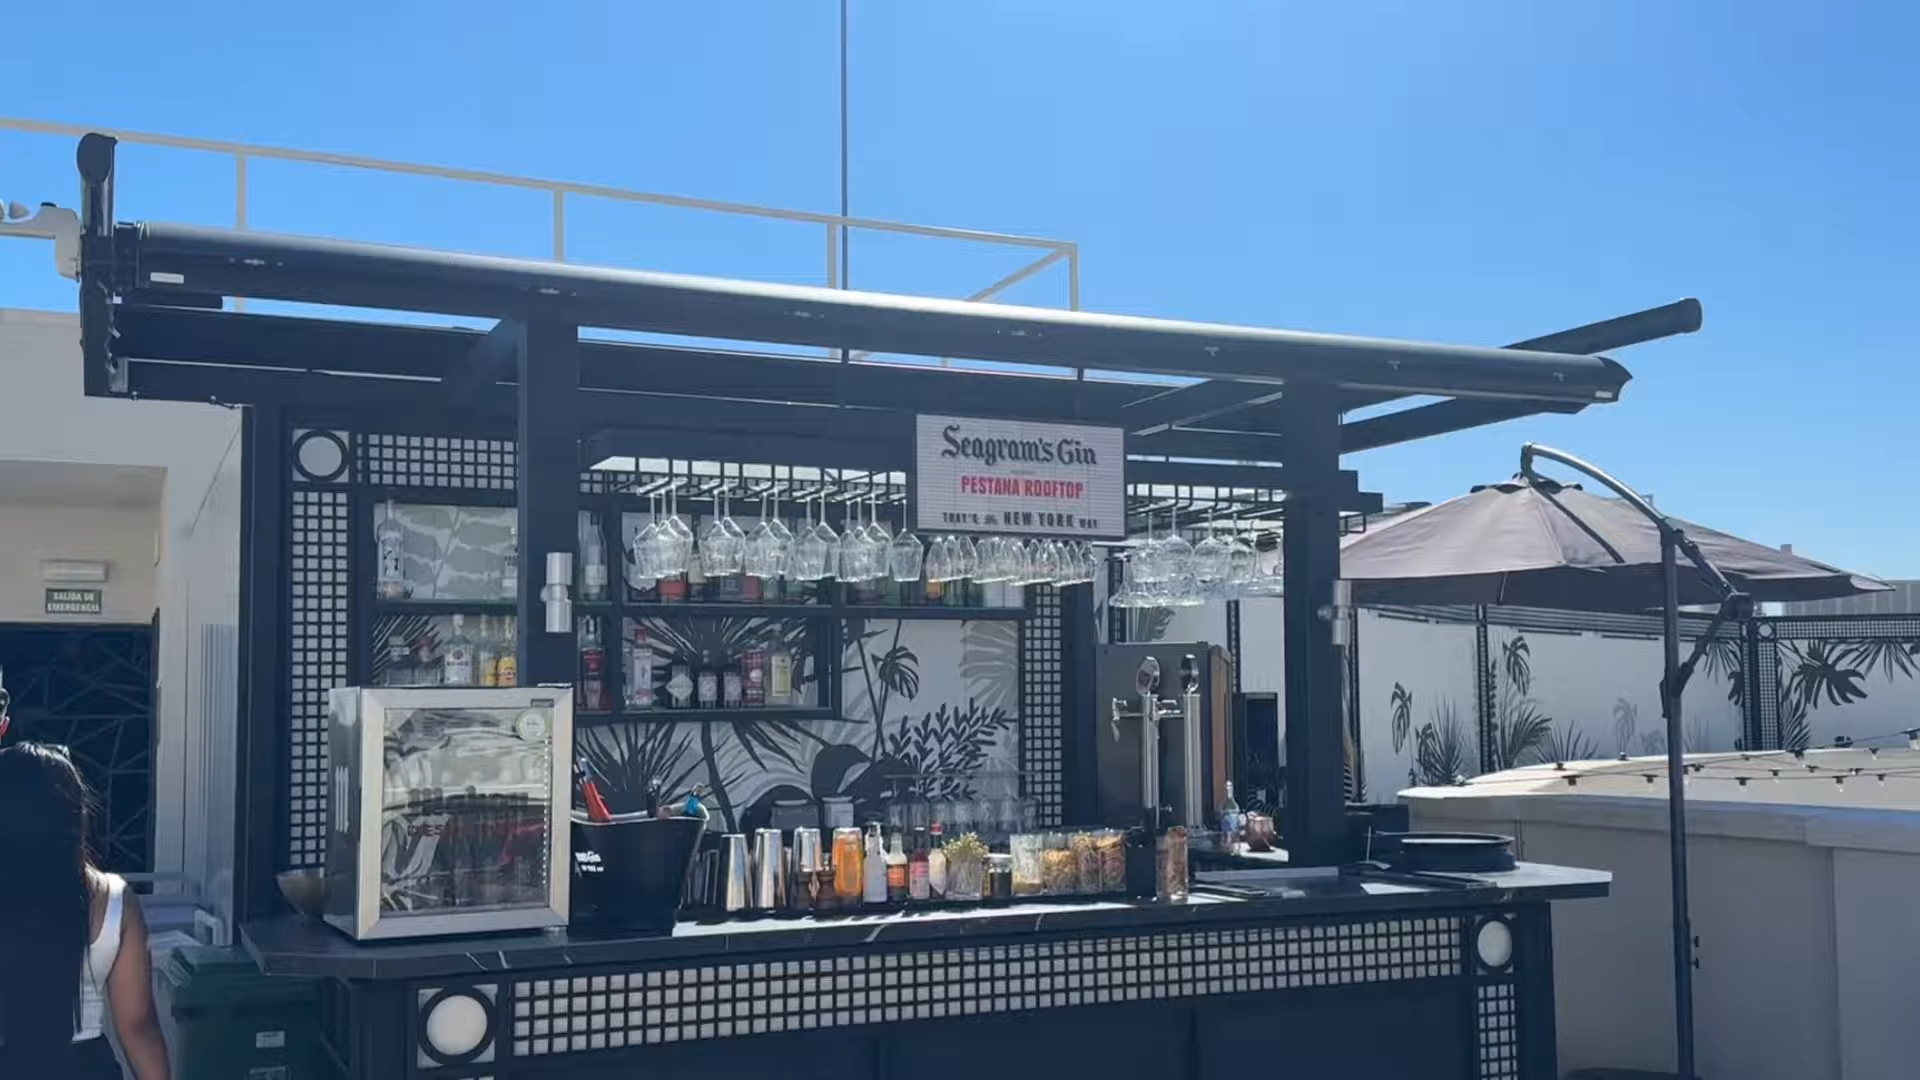 Seagram's Gin
PESTANA ROOFTOP
THAT'S the NEW YORK WAY
SALIDA DE
EMERGENCIA